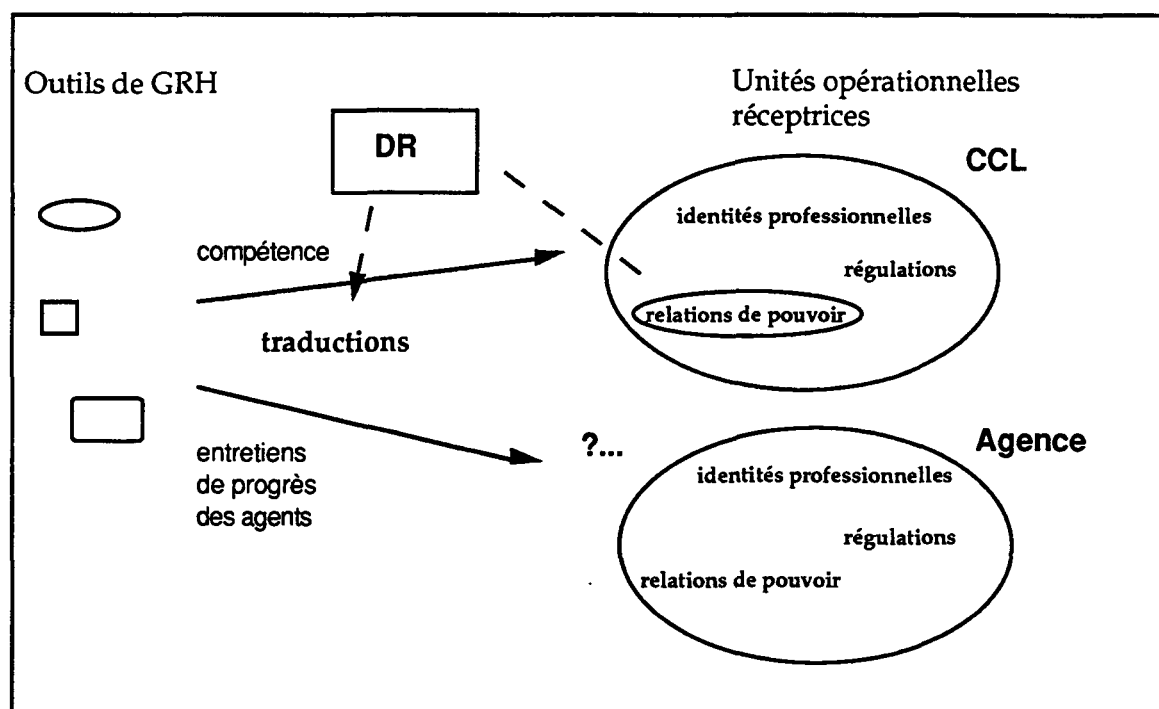 Outils de GRH
Unités opérationnelles
réceptrices
DR
CCL
identités professionnelles
compétence
régulations
relations de pouvoir
traductions
?...
Agence
entretiens
de progrès
des agents
identités professionnelles
régulations
relations de pouvoir